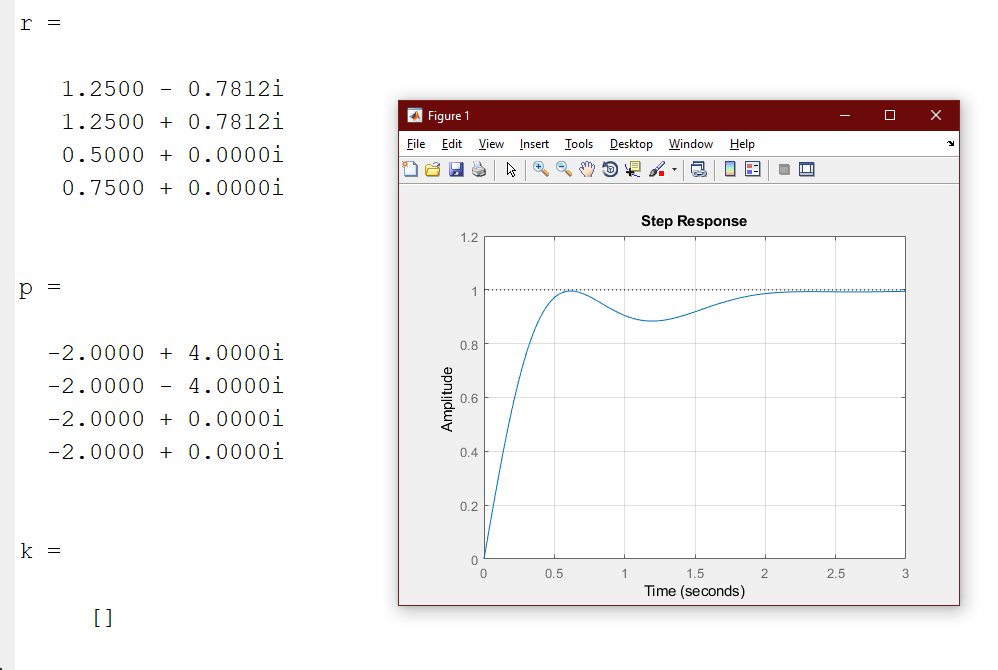 r =
1.2500 - 0.7812i
1.2500 + 0.7812i
0.5000 + 0.0000i
0.7500 + 0.0000i
p =
-2.0000 + 4.0000i
-2.0000 - 4.0000i
-2.0000 + 0.0000i
-2.0000 + 0.0000i
k =
[]
Figure 1
File Edit View Insert Tools Desktop Window Help
Step Response
1.2
1
0.8
0.6
0.4
0.2
0
Amplitude
0 0.5 1 1.5 2 2.5 3
Time (seconds)